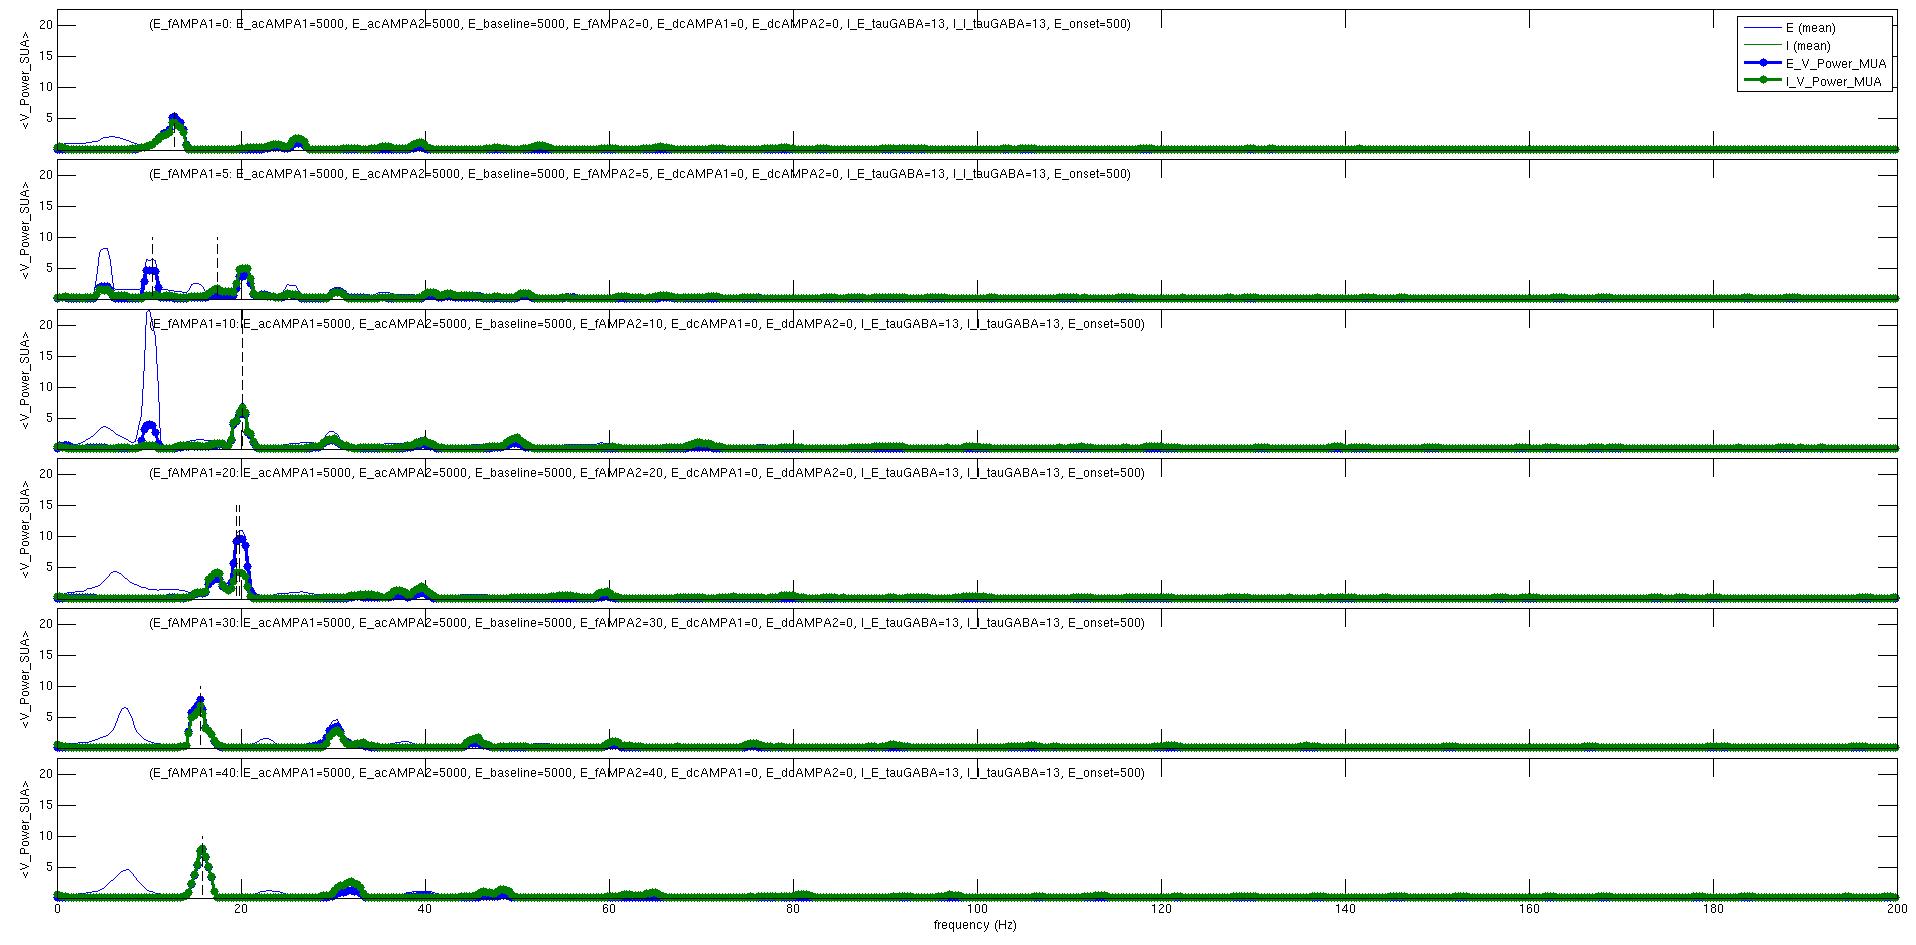 (E_fAMPA1=0: E_acAMPA1=5000, E_acAMPA2=5000, E_baseline=5000, E_fAMPA2=0, E_dcAMPA1=0, E_dcAMPA2=0, I_E_tauGABA=13, I_I_tauGABA=13, E_onset=500)
E (mean)
I (mean)
E_V_Power_MUA
I_V_Power_MUA
<V_Power_SUA>
20
15
10
5
(E_fAMPA1=5: E_acAMPA1=5000, E_acAMPA2=5000, E_baseline=5000, E_fAMPA2=5, E_dcAMPA1=0, E_dcAMPA2=0, I_E_tauGABA=13, I_I_tauGABA=13, E_onset=500)
<V_Power_SUA>
20
15
10
5
(E_fAMPA1=10: E_acAMPA1=5000, E_acAMPA2=5000, E_baseline=5000, E_fAMPA2=10, E_dcAMPA1=0, E_dcAMPA2=0, I_E_tauGABA=13, I_I_tauGABA=13, E_onset=500)
<V_Power_SUA>
20
15
10
5
(E_fAMPA1=20: E_acAMPA1=5000, E_acAMPA2=5000, E_baseline=5000, E_fAMPA2=20, E_dcAMPA1=0, E_dcAMPA2=0, I_E_tauGABA=13, I_I_tauGABA=13, E_onset=500)
<V_Power_SUA>
20
15
10
5
(E_fAMPA1=30: E_acAMPA1=5000, E_acAMPA2=5000, E_baseline=5000, E_fAMPA2=30, E_dcAMPA1=0, E_dcAMPA2=0, I_E_tauGABA=13, I_I_tauGABA=13, E_onset=500)
<V_Power_SUA>
20
15
10
5
(E_fAMPA1=40: E_acAMPA1=5000, E_acAMPA2=5000, E_baseline=5000, E_fAMPA2=40, E_dcAMPA1=0, E_dcAMPA2=0, I_E_tauGABA=13, I_I_tauGABA=13, E_onset=500)
<V_Power_SUA>
20
15
10
5
0 20 40 60 80 100 120 140 160 180 200
frequency (Hz)